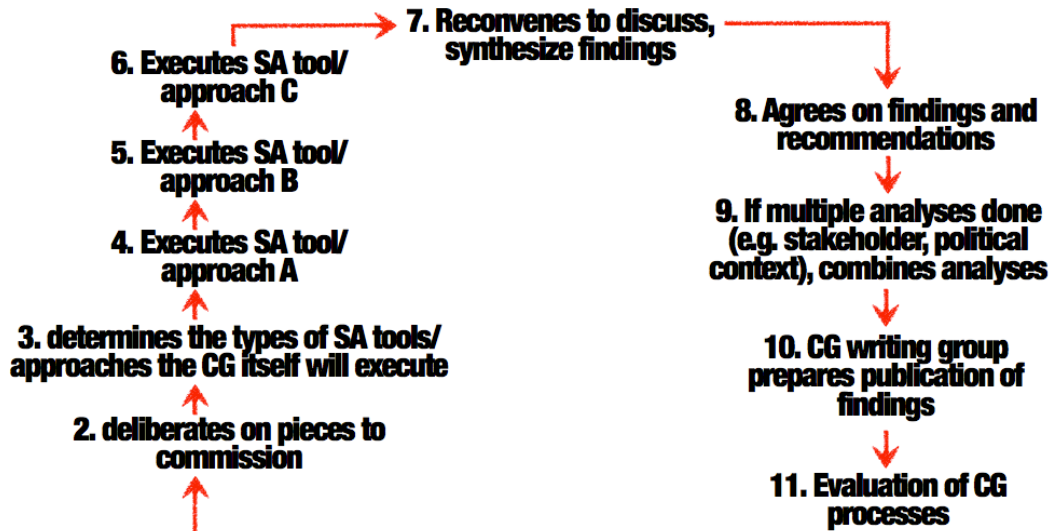 7. Reconvenes to discuss,
synthesize findings
6. Executes SA tool/
approach C
5. Executes SA tool/
approach B
4. Executes SA tool/
approach A
3. determines the types of SA tools/
approaches the CG itself will execute
2. deliberates on pieces to
commission
8. Agrees on findings and
recommendations
9. If multiple analyses done
(e.g. stakeholder, political
context), combines analyses
10. CG writing group
prepares publication of
findings
11. Evaluation of CG
processes